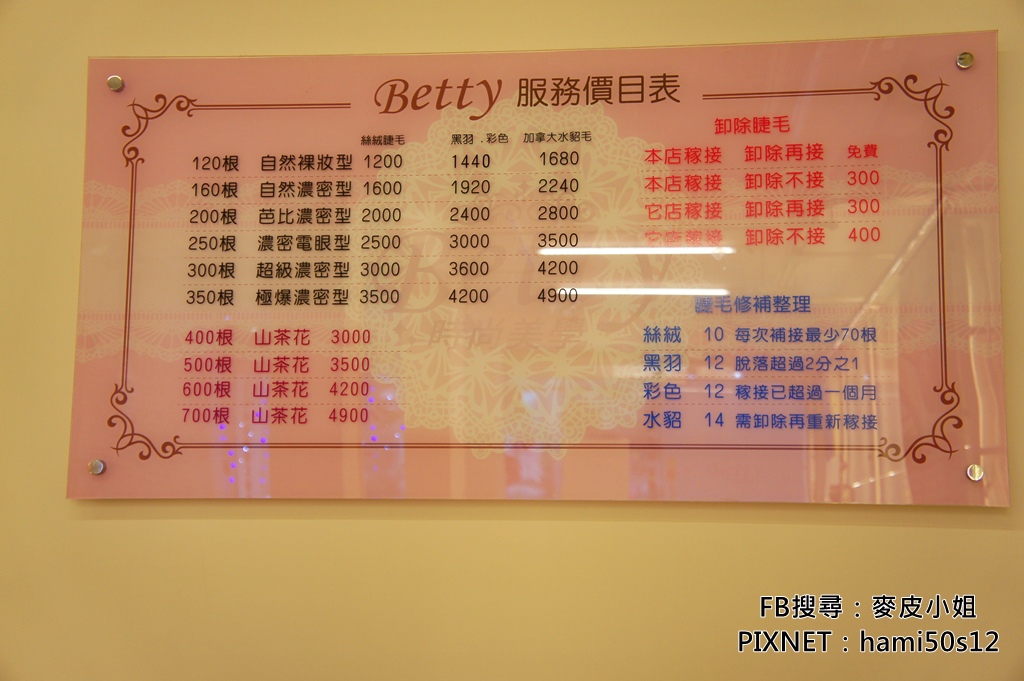 Betty 服務價目表
絲絨睫毛 黑羽．彩色 加拿大水貂毛
120根 自然裸妝型 1200 1440 1680
160根 自然濃密型 1600 1920 2240
200根 芭比濃密型 2000 2400 2800
250根 濃密電眼型 2500 3000 3500
300根 超級濃密型 3000 3600 4200
350根 極爆濃密型 3500 4200 4900
400根 山茶花 3000
500根 山茶花 3500
600根 山茶花 4200
700根 山茶花 4900
卸除睫毛
本店稼接 卸除再接 免費
本店稼接 卸除不接 300
它店稼接 卸除再接 300
它店稼接 卸除不接 400
睫毛修補整理
絲絨 10 每次補接最少70根
黑羽 12 脫落超過2分之1
彩色 12 稼接已超過一個月
水貂 14 需卸除再重新稼接
FB搜尋：麥皮小姐
PIXNET：hami50s12